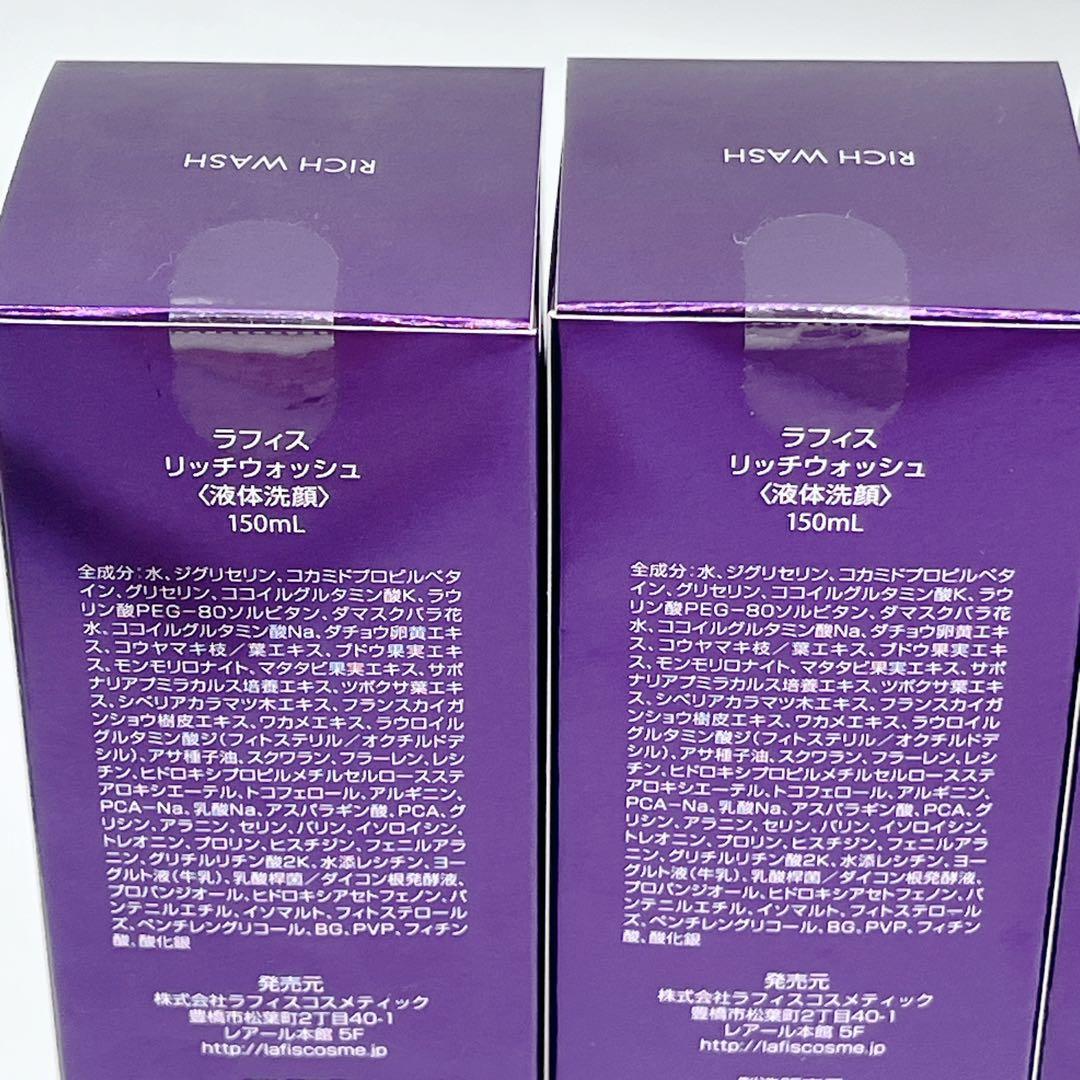 RICH WASH
ラフィス
リッチウォッシュ
〈液体洗顔〉
150mL
全成分：水、ジグリセリン、コカミドプロピルベタ
イン、グリセリン、ココイルグルタミン酸K、ラウ
リン酸PEG-80ソルビタン、ダマスクバラ花
水、ココイルグルタミン酸Na、ダチョウ卵黄エキ
ス、コウヤマキ枝／葉エキス、ブドウ果実エキ
ス、モンモリロナイト、マタタビ果実エキス、サポ
ナリアプミラカルス培養エキス、ツボクサ葉エキ
ス、シベリアカラマツ木エキス、フランスカイガ
ンショウ樹皮エキス、ワカメエキス、ラウロイル
グルタミン酸ジ（フィトステリル／オクチルドデ
シル）、アサ種子油、スクワラン、フラーレン、レシ
チン、ヒドロキシプロピルメチルセルロースステ
アロキシエーテル、トコフェロール、アルギニン、
PCA-Na、乳酸Na、アスパラギン酸、PCA、グ
リシン、アラニン、セリン、バリン、イソロイシン、
トレオニン、プロリン、ヒスチジン、フェニルアラ
ニン、グリチルリチン酸2K、水添レシチン、ヨー
グルト液（牛乳）、乳酸桿菌／ダイコン根発酵液、
プロパンジオール、ヒドロキシアセトフェノン、パ
ンテニルエチル、イソマルト、フィトステロール
ズ、ペンチレングリコール、BG、PVP、フィチン
酸、酸化銀
発売元
株式会社ラフィスコスメティック
豊橋市松葉町2丁目40-1
レアール本館 5F
http://lafiscosme.jp
RICH WASH
ラフィス
リッチウォッシュ
〈液体洗顔〉
150mL
全成分：水、ジグリセリン、コカミドプロピルベタ
イン、グリセリン、ココイルグルタミン酸K、ラウ
リン酸PEG-80ソルビタン、ダマスクバラ花
水、ココイルグルタミン酸Na、ダチョウ卵黄エキ
ス、コウヤマキ枝／葉エキス、ブドウ果実エキ
ス、モンモリロナイト、マタタビ果実エキス、サポ
ナリアプミラカルス培養エキス、ツボクサ葉エキ
ス、シベリアカラマツ木エキス、フランスカイガ
ンショウ樹皮エキス、ワカメエキス、ラウロイル
グルタミン酸ジ（フィトステリル／オクチルドデ
シル）、アサ種子油、スクワラン、フラーレン、レシ
チン、ヒドロキシプロピルメチルセルロースステ
アロキシエーテル、トコフェロール、アルギニン、
PCA-Na、乳酸Na、アスパラギン酸、PCA、グ
リシン、アラニン、セリン、バリン、イソロイシン、
トレオニン、プロリン、ヒスチジン、フェニルアラ
ニン、グリチルリチン酸2K、水添レシチン、ヨー
グルト液（牛乳）、乳酸桿菌／ダイコン根発酵液、
プロパンジオール、ヒドロキシアセトフェノン、パ
ンテニルエチル、イソマルト、フィトステロール
ズ、ペンチレングリコール、BG、PVP、フィチン
酸、酸化銀
発売元
株式会社ラフィスコスメティック
豊橋市松葉町2丁目40-1
レアール本館 5F
http://lafiscosme.jp